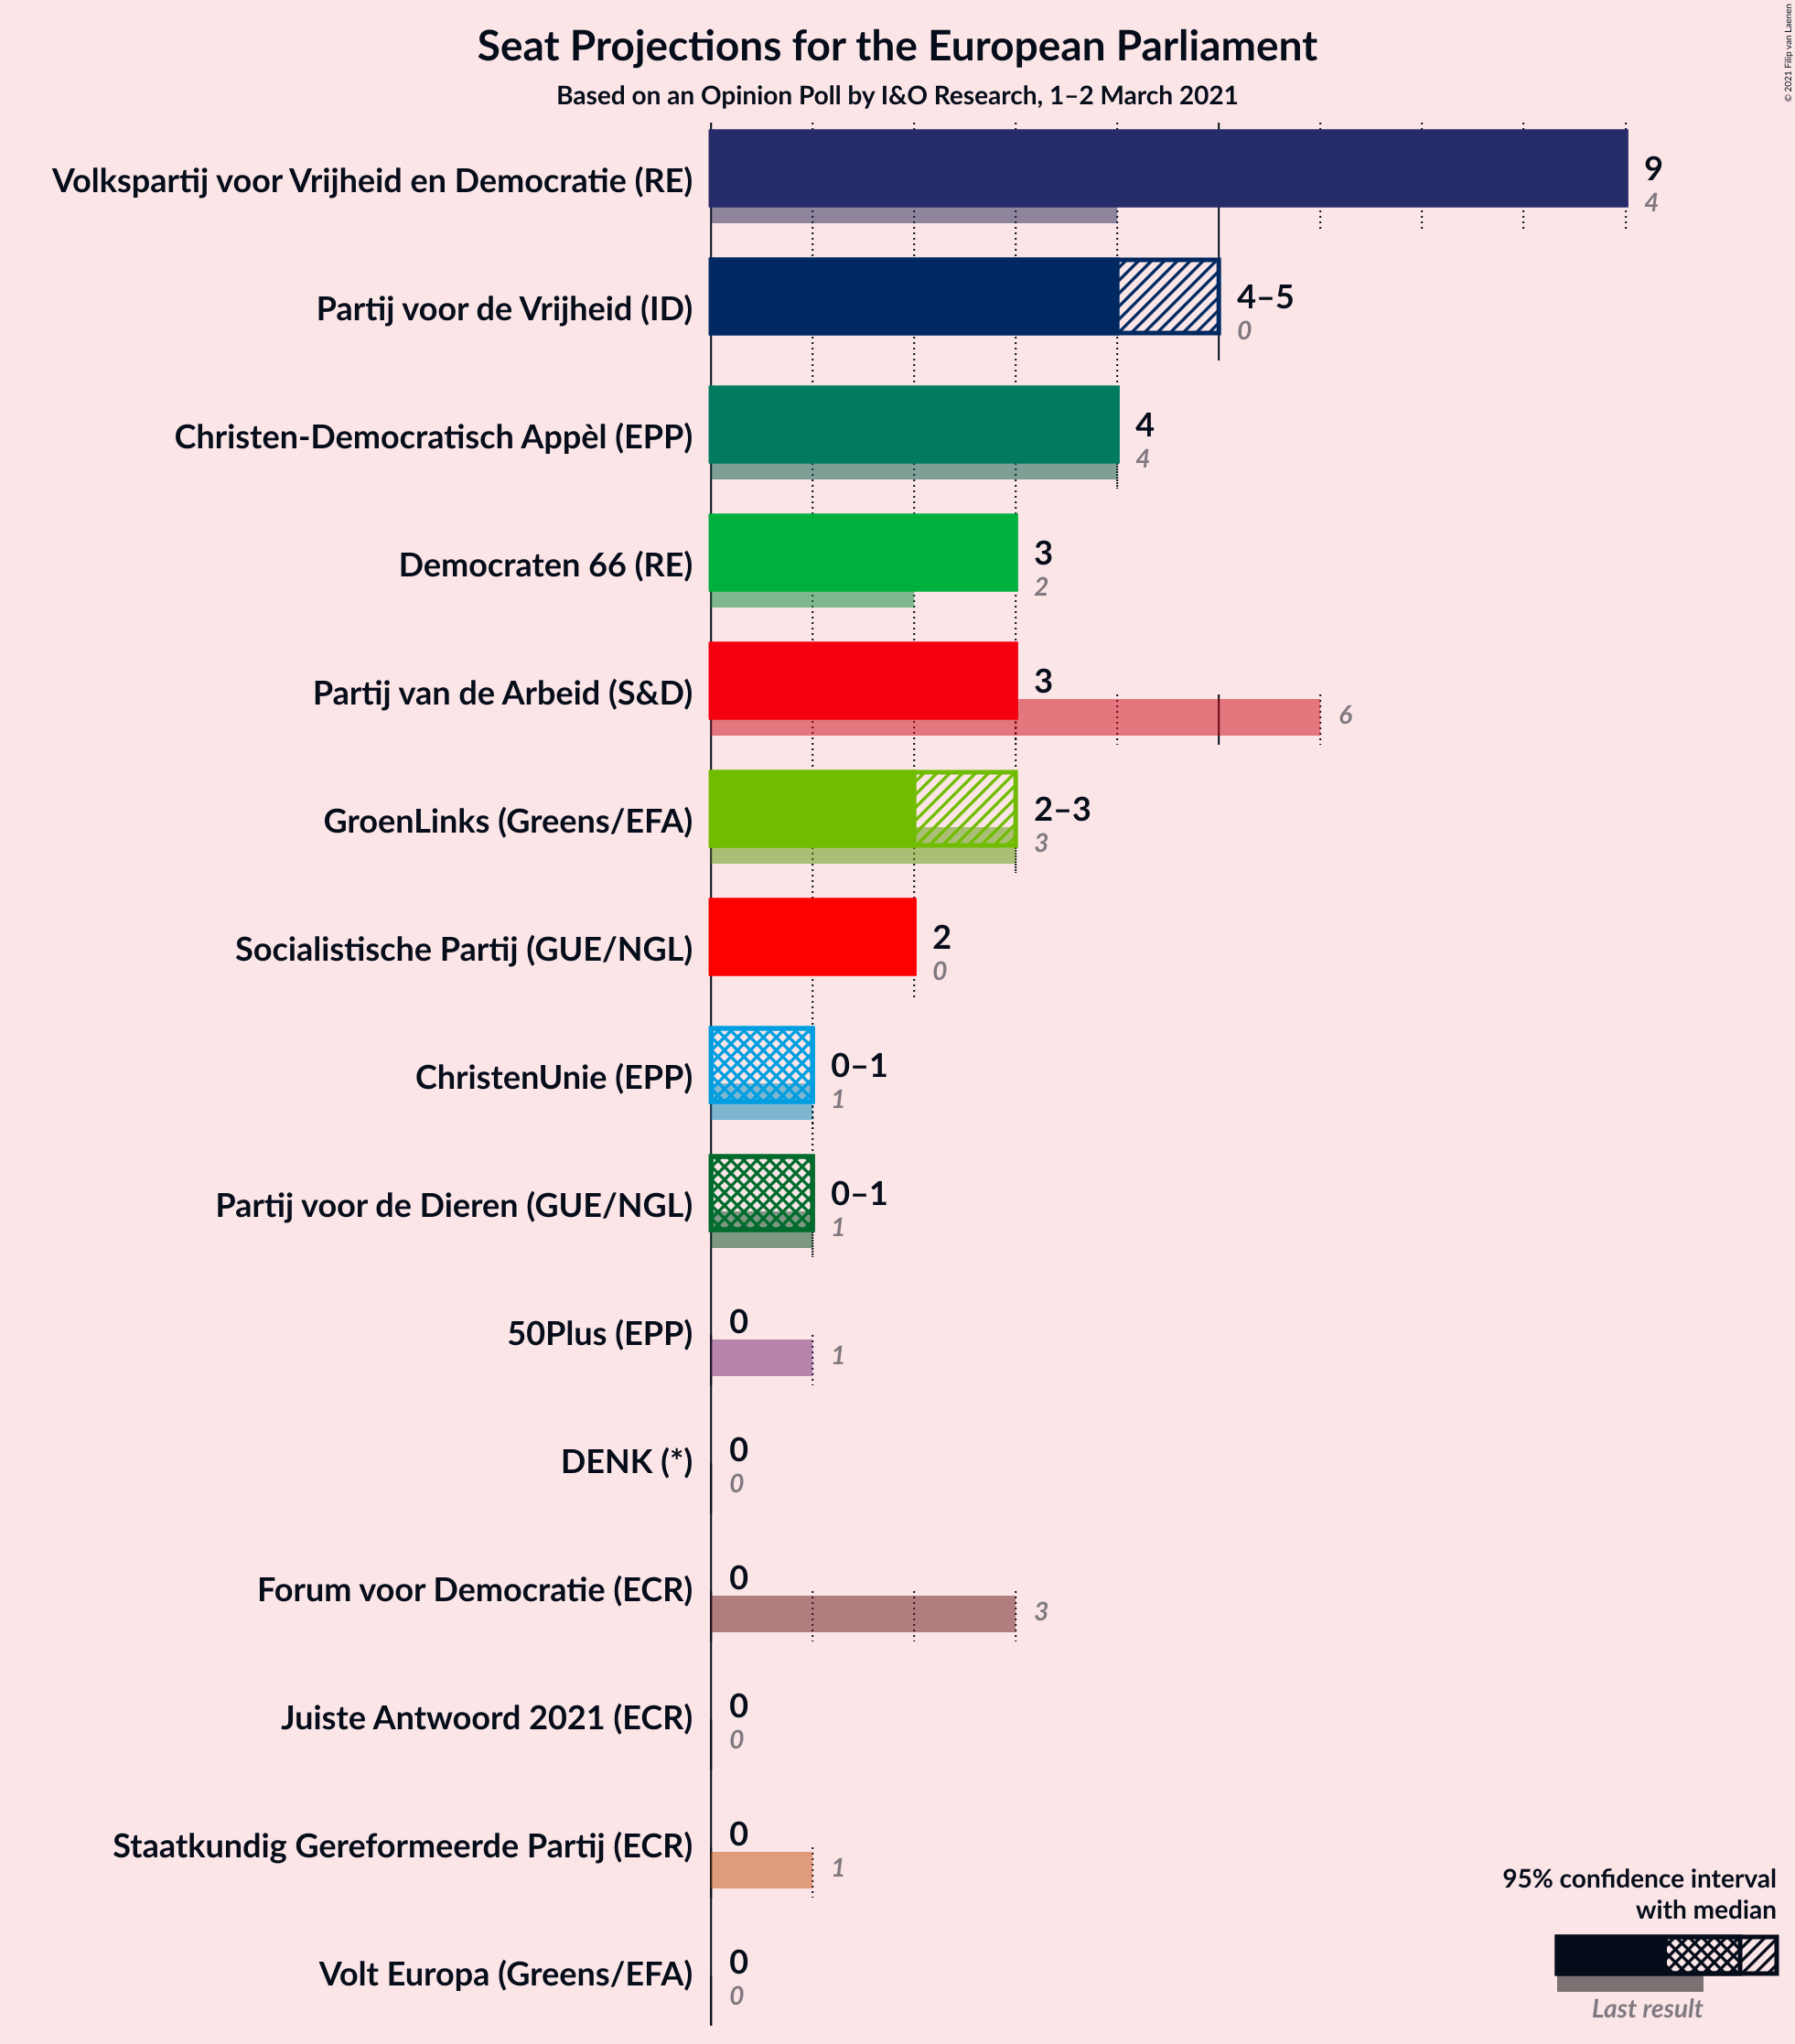 Seat Projections for the European Parliament
Based on an Opinion Poll by I&O Research, 1–2 March 2021
© 2021 Filip van Laenen
Volkspartij voor Vrijheid en Democratie (RE)
9
4
Partij voor de Vrijheid (ID)
4–5
0
Christen-Democratisch Appèl (EPP)
4
4
Democraten 66 (RE)
3
2
Partij van de Arbeid (S&D)
3
6
GroenLinks (Greens/EFA)
2–3
3
Socialistische Partij (GUE/NGL)
2
0
ChristenUnie (EPP)
0–1
1
Partij voor de Dieren (GUE/NGL)
0–1
1
50Plus (EPP)
0
1
DENK (*)
0
0
Forum voor Democratie (ECR)
0
3
Juiste Antwoord 2021 (ECR)
0
0
Staatkundig Gereformeerde Partij (ECR)
0
1
Volt Europa (Greens/EFA)
0
0
95% confidence interval
with median
Last result